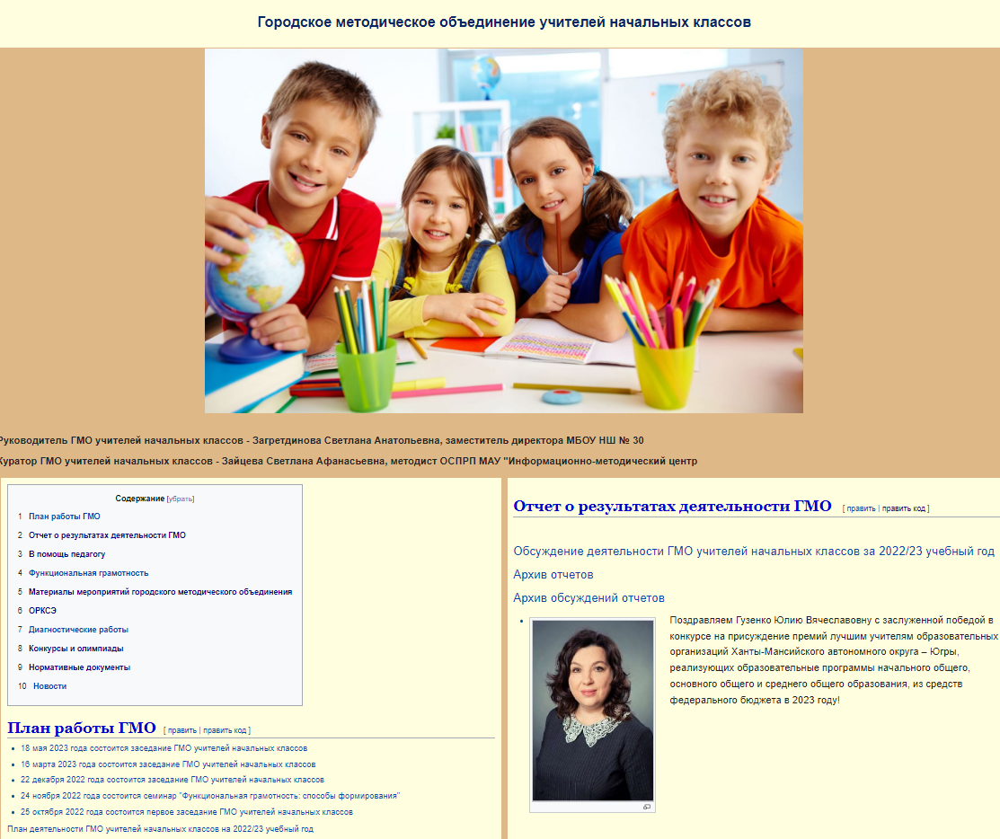 Городское методическое объединение учителей начальных классов
Руководитель ГМО учителей начальных классов - Загретдинова Светлана Анатольевна, заместитель директора МБОУ НШ № 30
Куратор ГМО учителей начальных классов - Зайцева Светлана Афанасьевна, методист ОСПРП МАУ "Информационно-методический центр
Содержание [убрать]
1 План работы ГМО
2 Отчет о результатах деятельности ГМО
3 В помощь педагогу
4 Функциональная грамотность
5 Материалы мероприятий городского методического объединения
6 ОРКСЭ
7 Диагностические работы
8 Конкурсы и олимпиады
9 Нормативные документы
10 Новости
План работы ГМО [ править | править код ]
18 мая 2023 года состоится заседание ГМО учителей начальных классов
16 марта 2023 года состоится заседание ГМО учителей начальных классов
22 декабря 2022 года состоится заседание ГМО учителей начальных классов
24 ноября 2022 года состоится семинар "Функциональная грамотность: способы формирования"
25 октября 2022 года состоится первое заседание ГМО учителей начальных классов
План деятельности ГМО учителей начальных классов на 2022/23 учебный год
Отчет о результатах деятельности ГМО [ править | править код ]
Обсуждение деятельности ГМО учителей начальных классов за 2022/23 учебный год
Архив отчетов
Архив обсуждений отчетов
Поздравляем Гузенко Юлию Вячеславовну с заслуженной победой в
конкурсе на присуждение премий лучшим учителям образовательных
организаций Ханты-Мансийского автономного округа – Югры,
реализующих образовательные программы начального общего,
основного общего и среднего общего образования, из средств
федерального бюджета в 2023 году!